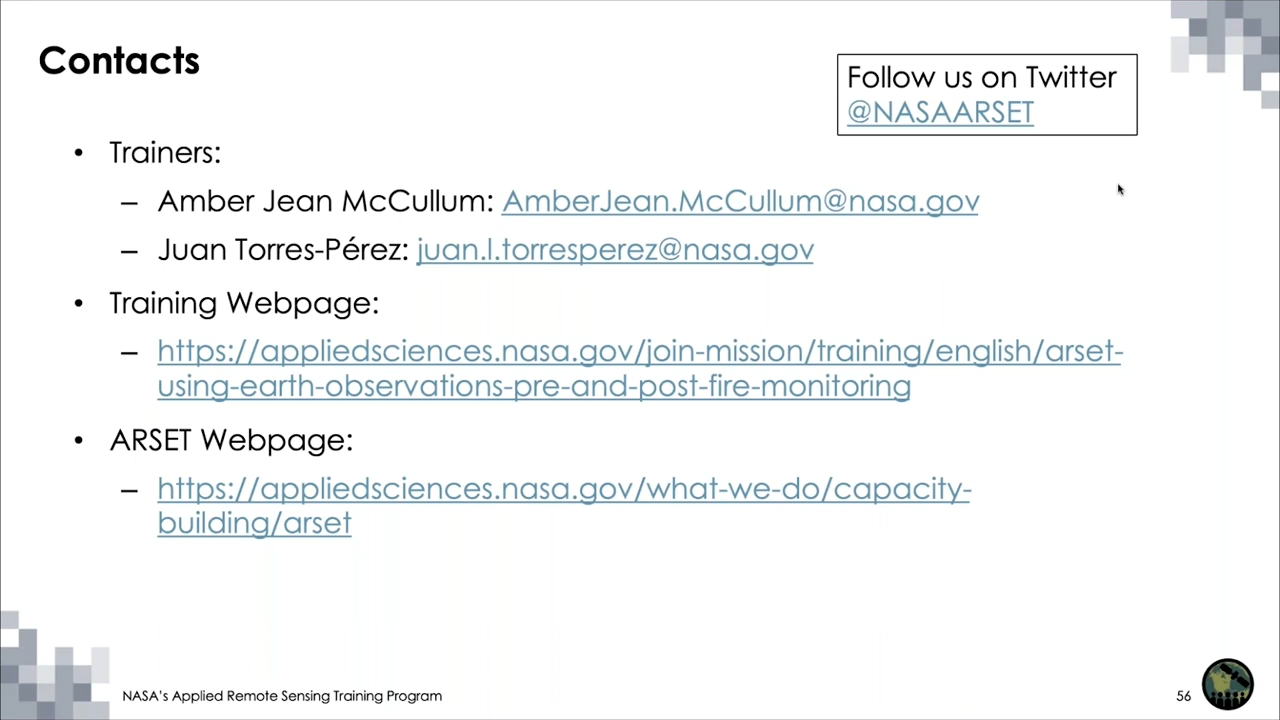 Contacts
Follow us on Twitter
@NASAARSET
• Trainers:
– Amber Jean McCullum: AmberJean.McCullum@nasa.gov
– Juan Torres-Pérez: juan.l.torresperez@nasa.gov
• Training Webpage:
– https://appliedsciences.nasa.gov/join-mission/training/english/arset-
using-earth-observations-pre-and-post-fire-monitoring
• ARSET Webpage:
– https://appliedsciences.nasa.gov/what-we-do/capacity-
building/arset
NASA's Applied Remote Sensing Training Program
56